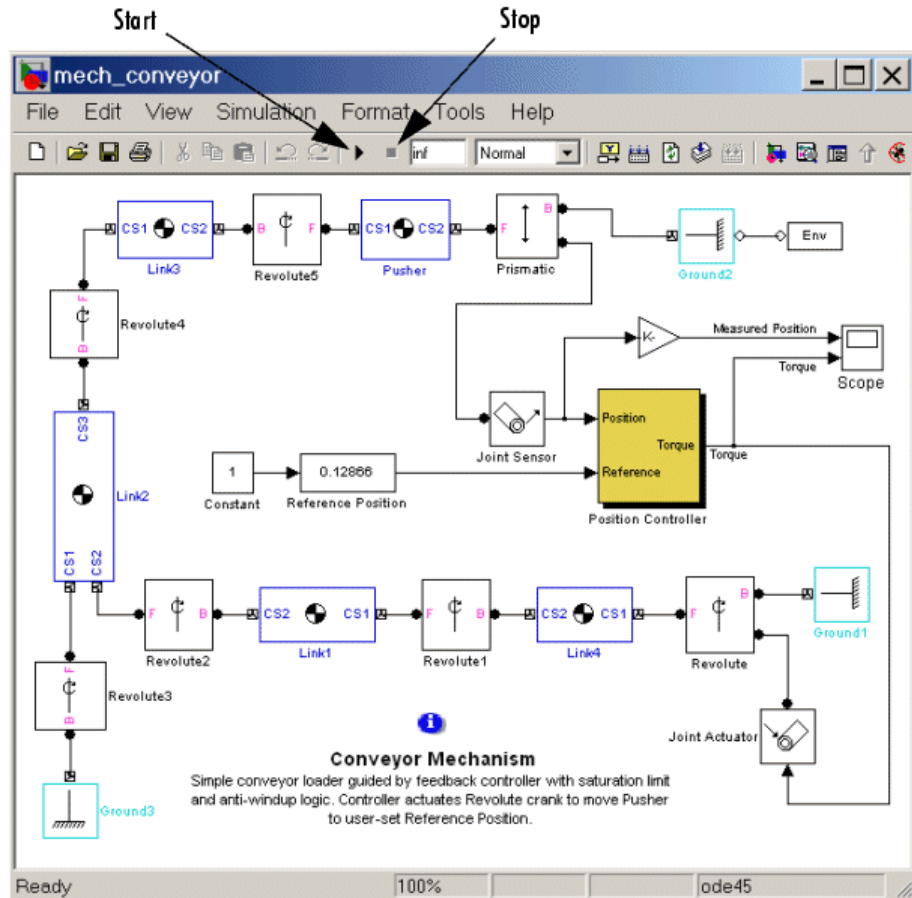 Start
Stop
mech_conveyor
File Edit View Simulation Format Tools Help
inf Normal
CS1 CS2
Link3
B F
Revolute5
CS1 CS2
Pusher
F B
Prismatic
Ground2
Env
F
B
Revolute4
K-
Measured Position
Torque
Scope
CS3
CS1 CS2
Link2
Joint Sensor
Position
Reference
Torque
Torque
Position Controller
1
Constant
0.12866
Reference Position
F B
Revolute2
CS2 CS1
Link1
F B
Revolute1
CS2 CS1
Link4
F B
Revolute
Ground1
F
B
Revolute3
Joint Actuator
Ground3
i
Conveyor Mechanism
Simple conveyor loader guided by feedback controller with saturation limit
and anti-windup logic. Controller actuates Revolute crank to move Pusher
to user-set Reference Position.
Ready 100% ode45